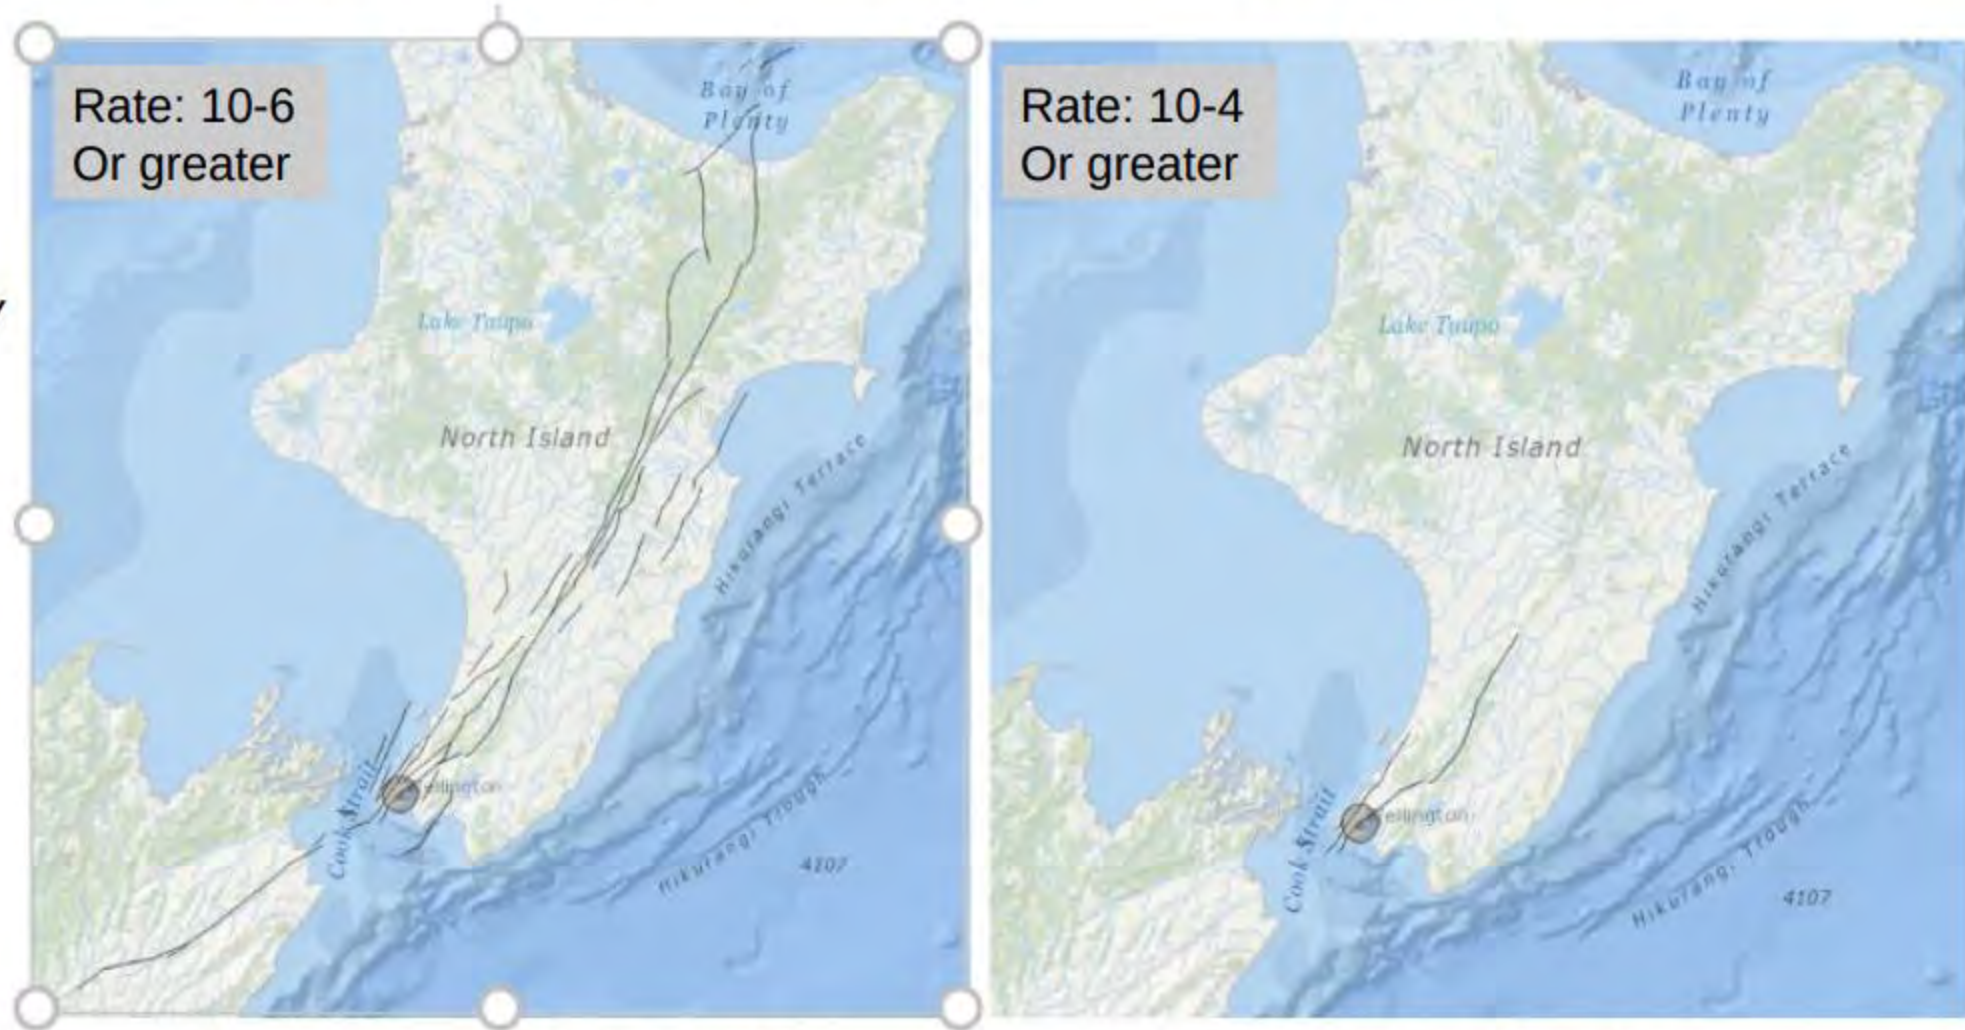 Rate: 10-6
Or greater
Bay of
Plenty
Lake Taupo
North Island
Hikurangi Terrace
ellington
Cook Strait
Hikurangi Trough
4107
Rate: 10-4
Or greater
Bay of
Plenty
Lake Taupo
North Island
Hikurangi Terrace
ellington
Cook Strait
Hikurangi Trough
4107